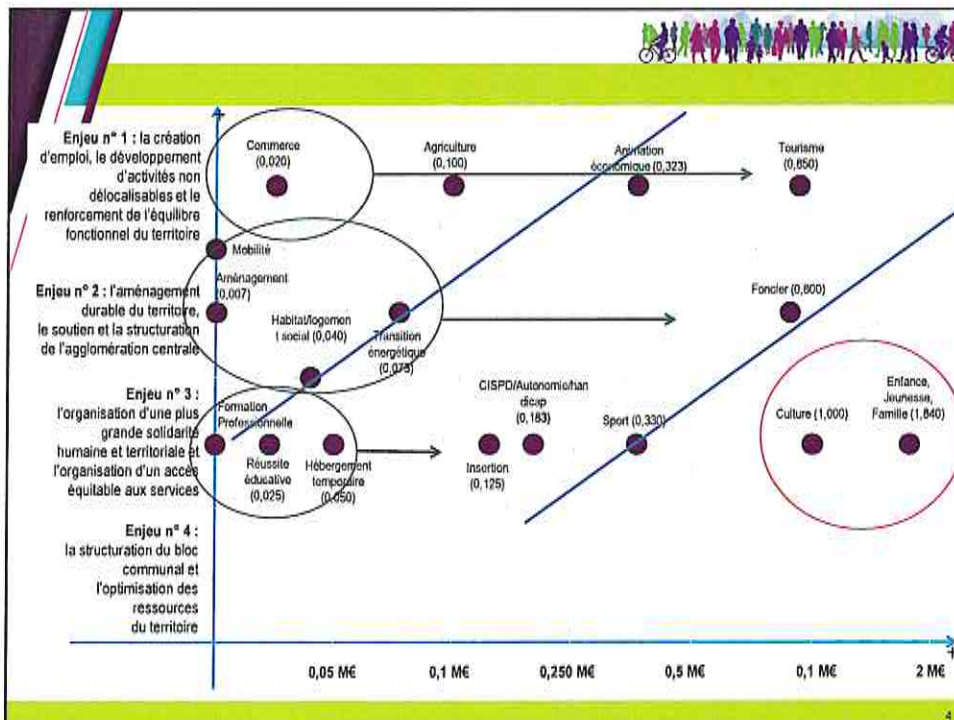 +
Enjeu n° 1 : la création
d'emploi, le développement
d'activités non
délocalisables et le
renforcement de l'équilibre
fonctionnel du territoire
Commerce
(0,020)
Agriculture
(0,100)
Animation
économique (0,323)
Tourisme
(0,650)
Mobilité
Enjeu n° 2 : l'aménagement
durable du territoire,
le soutien et la structuration
de l'agglomération centrale
Aménagement
(0,007)
Habitat/logemen
t social (0,040)
Transition
énergétique
(0,073)
Foncier (0,600)
Enjeu n° 3 :
l'organisation d'une plus
grande solidarité
humaine et territoriale et
l'organisation d'un accès
équitable aux services
Formation
Professionnelle
Réussite
éducative
(0,025)
Hébergement
temporaire
(0,050)
CISPD/Autonomie/han
dicap
(0,183)
Insertion
(0,125)
Sport (0,330)
Culture (1,000)
Enfance,
Jeunesse,
Famille (1,840)
Enjeu n° 4 :
la structuration du bloc
communal et
l'optimisation des
ressources
du territoire
+
0,05 M€ 0,1 M€ 0,250 M€ 0,5 M€ 0,1 M€ 2 M€
4